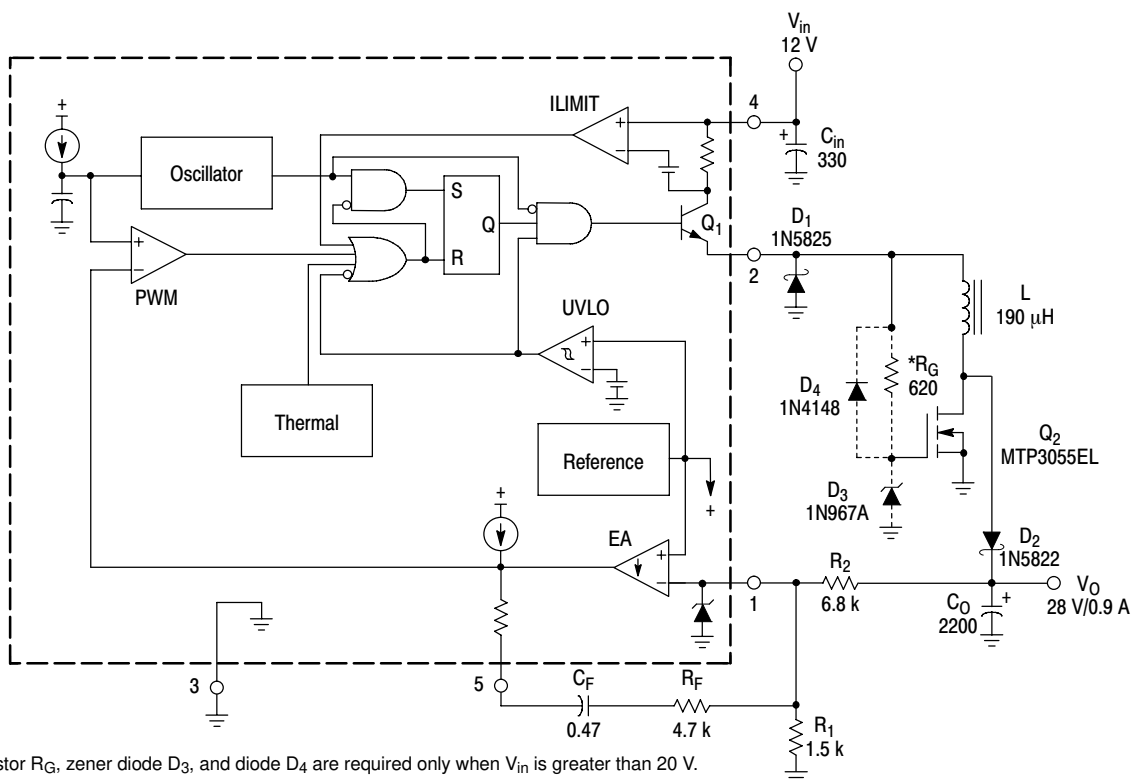 Vin
12 V
+
ILIMIT
4
+
−
+
Cin
330
Oscillator
S
Q
R
Q1
D1
1N5825
+
−
PWM
2
L
190 μH
UVLO
+
−
*RG
620
D4
1N4148
Thermal
Reference
+
Q2
MTP3055EL
D3
1N967A
+
EA
+
−
D2
1N5822
1
R2
6.8 k
VO
28 V/0.9 A
CO
2200
+
3
5
CF
0.47
RF
4.7 k
R1
1.5 k
stor RG, zener diode D3, and diode D4 are required only when Vin is greater than 20 V.